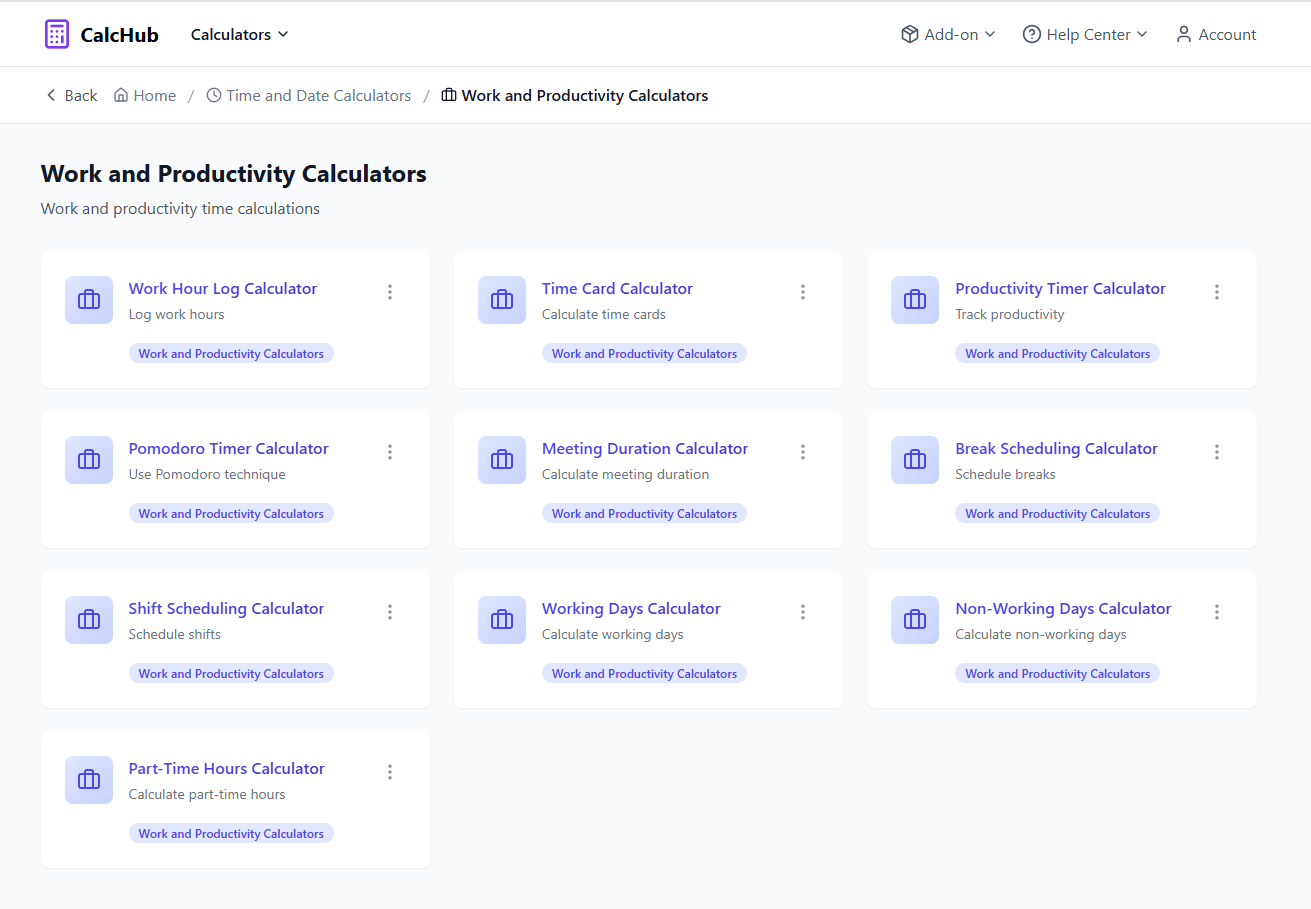 CalcHub
Calculators
Add-on
Help Center
Account
Back
Home / Time and Date Calculators / Work and Productivity Calculators
Work and Productivity Calculators
Work and productivity time calculations
Work Hour Log Calculator
Log work hours
Work and Productivity Calculators
Time Card Calculator
Calculate time cards
Work and Productivity Calculators
Productivity Timer Calculator
Track productivity
Work and Productivity Calculators
Pomodoro Timer Calculator
Use Pomodoro technique
Work and Productivity Calculators
Meeting Duration Calculator
Calculate meeting duration
Work and Productivity Calculators
Break Scheduling Calculator
Schedule breaks
Work and Productivity Calculators
Shift Scheduling Calculator
Schedule shifts
Work and Productivity Calculators
Working Days Calculator
Calculate working days
Work and Productivity Calculators
Non-Working Days Calculator
Calculate non-working days
Work and Productivity Calculators
Part-Time Hours Calculator
Calculate part-time hours
Work and Productivity Calculators